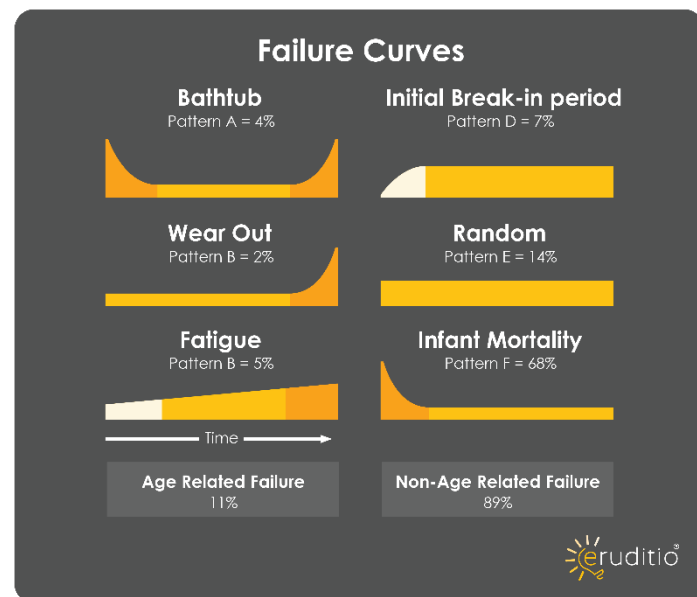 Failure Curves
Bathtub
Pattern A = 4%
Initial Break-in period
Pattern D = 7%
Wear Out
Pattern B = 2%
Random
Pattern E = 14%
Fatigue
Pattern B = 5%
Infant Mortality
Pattern F = 68%
Time
Age Related Failure
11%
Non-Age Related Failure
89%
eruditio